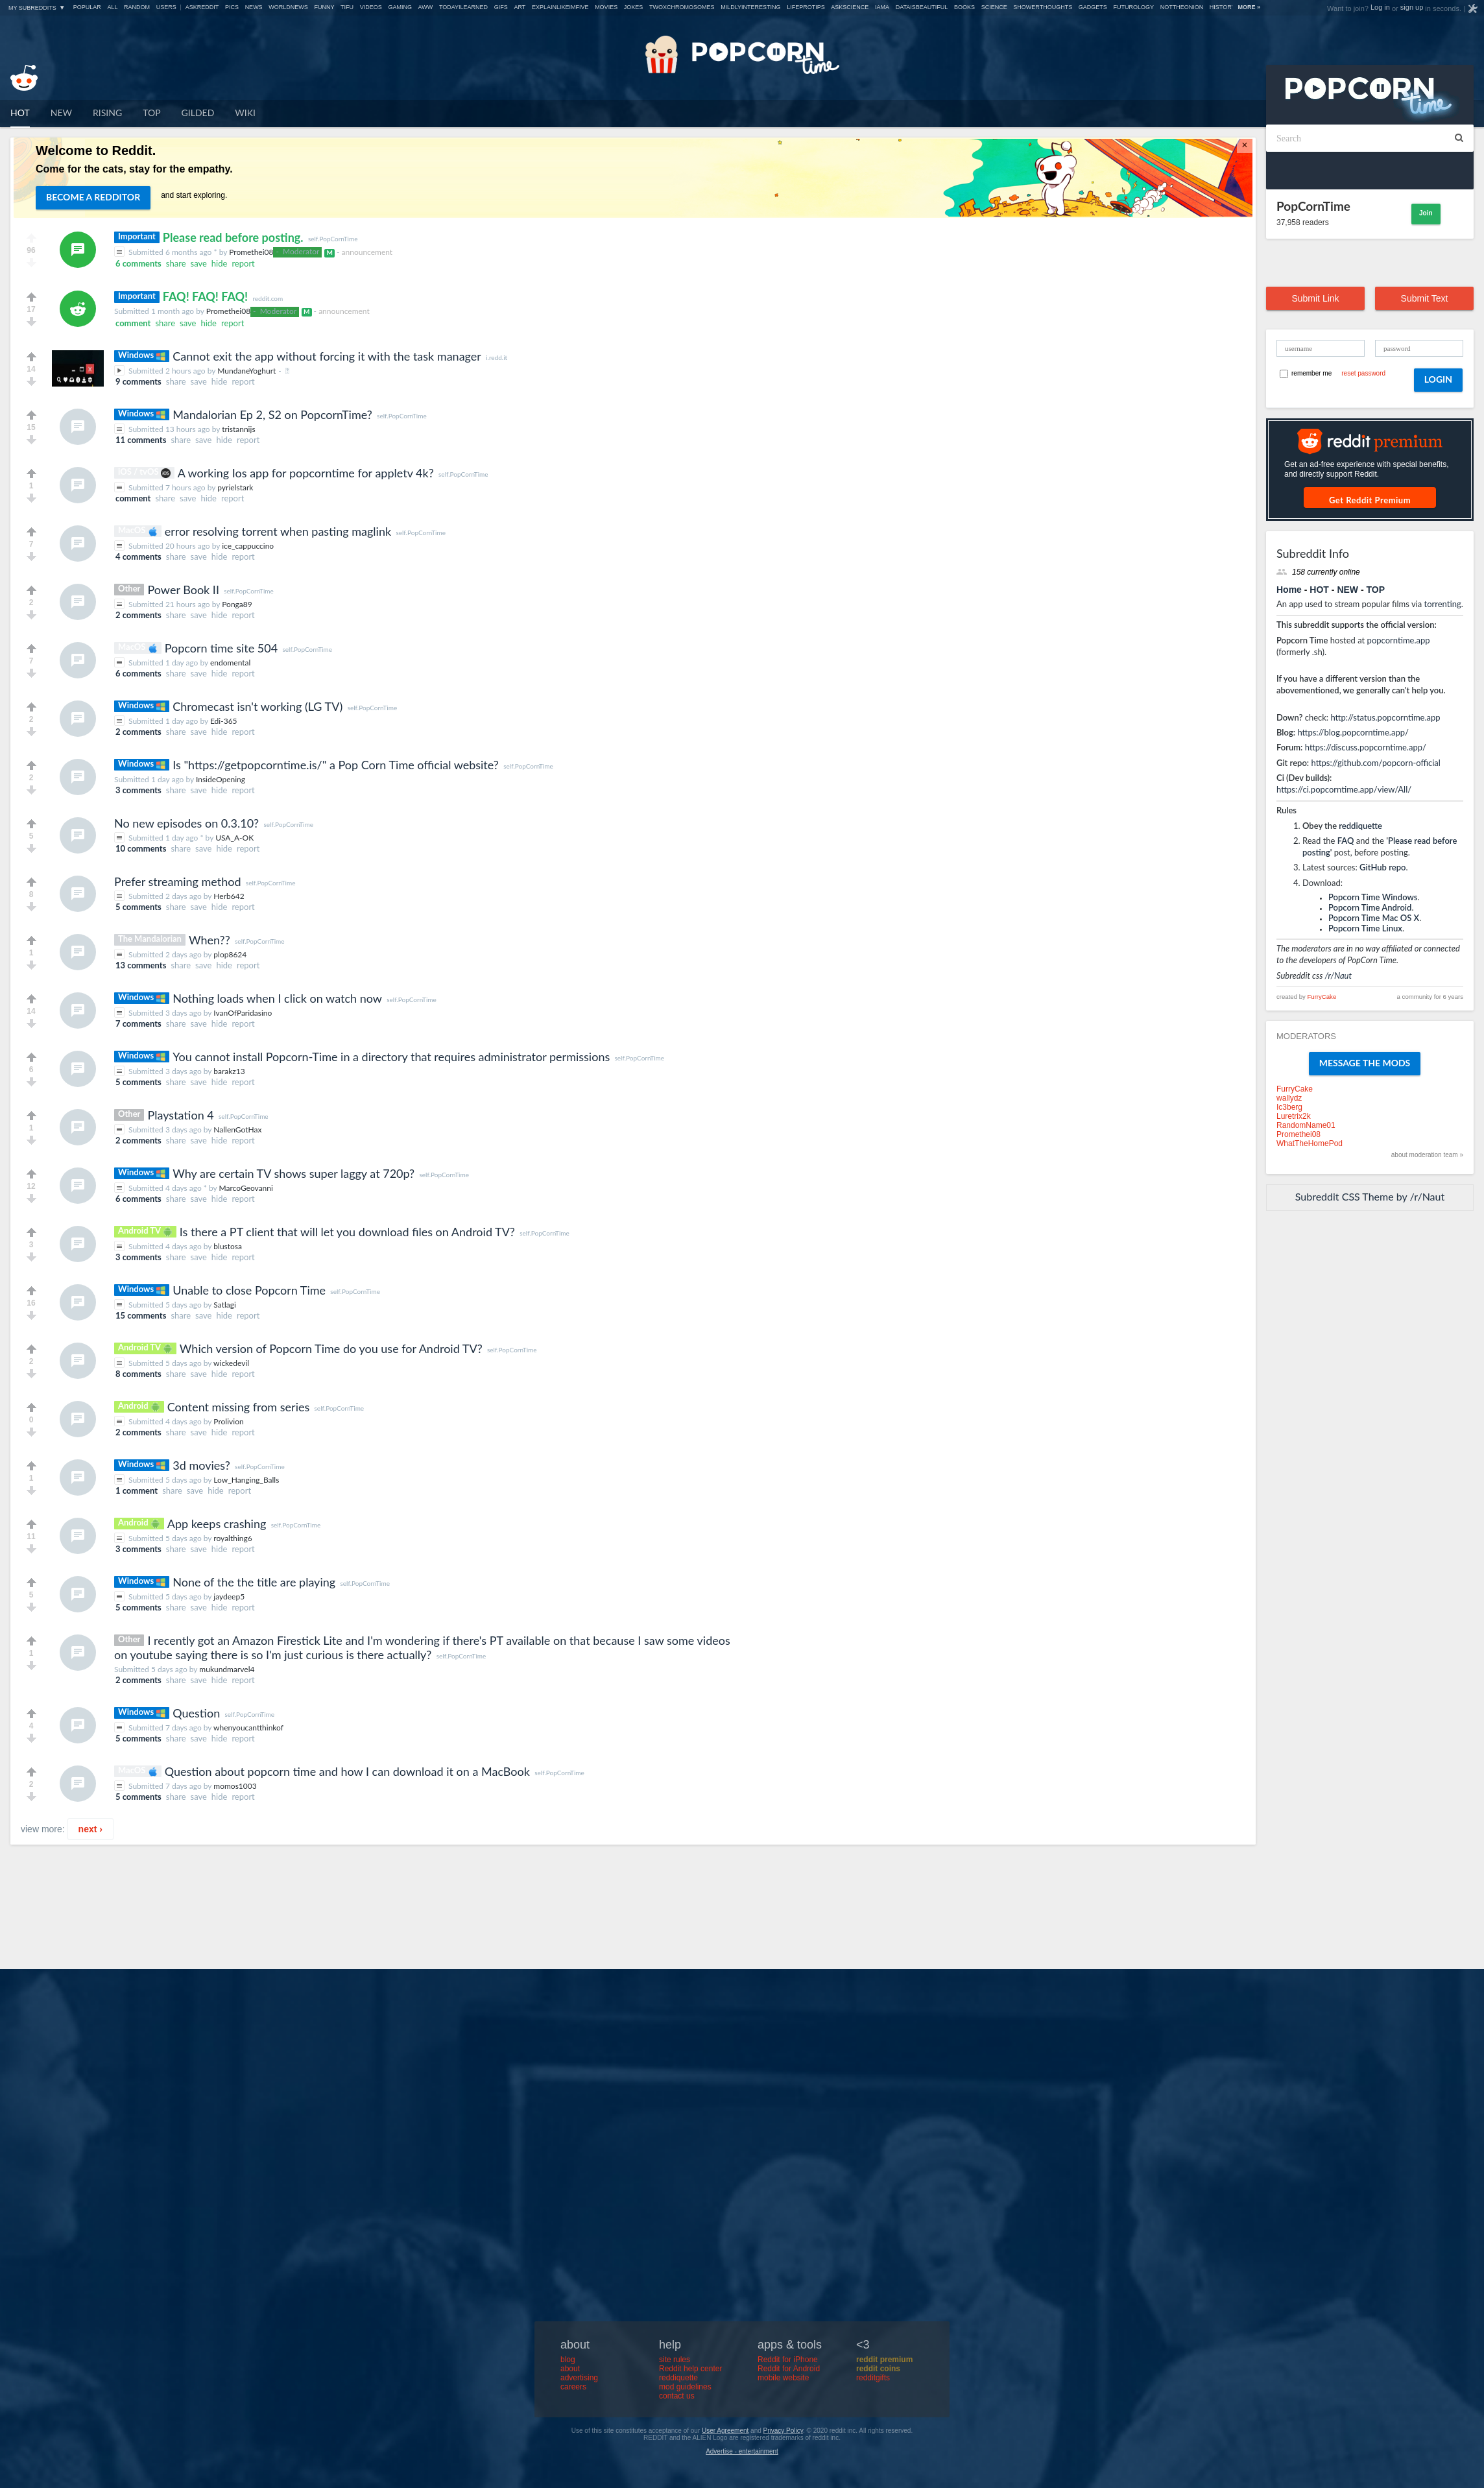 MY SUBREDDITS ▼ POPULAR ALL RANDOM USERS | ASKREDDIT PICS NEWS WORLDNEWS FUNNY TIFU VIDEOS GAMING AWW TODAYILEARNED GIFS ART EXPLAINLIKEIMFIVE MOVIES JOKES TWOXCHROMOSOMES MILDLYINTERESTING LIFEPROTIPS ASKSCIENCE IAMA DATAISBEAUTIFUL BOOKS SCIENCE SHOWERTHOUGHTS GADGETS FUTUROLOGY NOTTHEONION HISTOR MORE »
Want to join? Log in or sign up in seconds. |
POPCORN time
HOT NEW RISING TOP GILDED WIKI
Welcome to Reddit.
Come for the cats, stay for the empathy.
BECOME A REDDITOR and start exploring.
×
96
Important Please read before posting. self.PopCornTime
Submitted 6 months ago * by Promethei08 - Moderator M - announcement
6 comments share save hide report
17
Important FAQ! FAQ! FAQ! reddit.com
Submitted 1 month ago by Promethei08 - Moderator M - announcement
comment share save hide report
14
Windows Cannot exit the app without forcing it with the task manager i.redd.it
Submitted 2 hours ago by MundaneYoghurt -
9 comments share save hide report
15
Windows Mandalorian Ep 2, S2 on PopcornTime? self.PopCornTime
Submitted 13 hours ago by tristannijs
11 comments share save hide report
1
A working Ios app for popcorntime for appletv 4k? self.PopCornTime
Submitted 7 hours ago by pyrielstark
comment share save hide report
7
error resolving torrent when pasting maglink self.PopCornTime
Submitted 20 hours ago by ice_cappuccino
4 comments share save hide report
2
Other Power Book II self.PopCornTime
Submitted 21 hours ago by Ponga89
2 comments share save hide report
7
Popcorn time site 504 self.PopCornTime
Submitted 1 day ago by endomental
6 comments share save hide report
2
Windows Chromecast isn't working (LG TV) self.PopCornTime
Submitted 1 day ago by Edi-365
2 comments share save hide report
2
Windows Is "https://getpopcorntime.is/" a Pop Corn Time official website? self.PopCornTime
Submitted 1 day ago by InsideOpening
3 comments share save hide report
5
No new episodes on 0.3.10? self.PopCornTime
Submitted 1 day ago * by USA_A-OK
10 comments share save hide report
8
Prefer streaming method self.PopCornTime
Submitted 2 days ago by Herb642
5 comments share save hide report
1
The Mandalorian When?? self.PopCornTime
Submitted 2 days ago by plop8624
13 comments share save hide report
14
Windows Nothing loads when I click on watch now self.PopCornTime
Submitted 3 days ago by IvanOfParidasino
7 comments share save hide report
6
Windows You cannot install Popcorn-Time in a directory that requires administrator permissions self.PopCornTime
Submitted 3 days ago by barakz13
5 comments share save hide report
1
Other Playstation 4 self.PopCornTime
Submitted 3 days ago by NallenGotHax
2 comments share save hide report
12
Windows Why are certain TV shows super laggy at 720p? self.PopCornTime
Submitted 4 days ago * by MarcoGeovanni
6 comments share save hide report
3
Android TV Is there a PT client that will let you download files on Android TV? self.PopCornTime
Submitted 4 days ago by blustosa
3 comments share save hide report
16
Windows Unable to close Popcorn Time self.PopCornTime
Submitted 5 days ago by Satlagi
15 comments share save hide report
2
Android TV Which version of Popcorn Time do you use for Android TV? self.PopCornTime
Submitted 5 days ago by wickedevil
8 comments share save hide report
0
Android Content missing from series self.PopCornTime
Submitted 4 days ago by Prolivion
2 comments share save hide report
1
Windows 3d movies? self.PopCornTime
Submitted 5 days ago by Low_Hanging_Balls
1 comment share save hide report
11
Android App keeps crashing self.PopCornTime
Submitted 5 days ago by royalthing6
3 comments share save hide report
5
Windows None of the the title are playing self.PopCornTime
Submitted 5 days ago by jaydeep5
5 comments share save hide report
1
Other I recently got an Amazon Firestick Lite and I'm wondering if there's PT available on that because I saw some videos
on youtube saying there is so I'm just curious is there actually? self.PopCornTime
Submitted 5 days ago by mukundmarvel4
2 comments share save hide report
4
Windows Question self.PopCornTime
Submitted 7 days ago by whenyoucantthinkof
5 comments share save hide report
2
Question about popcorn time and how I can download it on a MacBook self.PopCornTime
Submitted 7 days ago by momos1003
5 comments share save hide report
view more: next ›
POPCORN time
Search
PopCornTime
37,958 readers
Join
Submit Link
Submit Text
username password
remember me reset password LOGIN
reddit premium
Get an ad-free experience with special benefits,
and directly support Reddit.
Get Reddit Premium
Subreddit Info
158 currently online
Home - HOT - NEW - TOP
An app used to stream popular films via torrenting.
This subreddit supports the official version:
Popcorn Time hosted at popcorntime.app
(formerly .sh).
If you have a different version than the
abovementioned, we generally can't help you.
Down? check: http://status.popcorntime.app
Blog: https://blog.popcorntime.app/
Forum: https://discuss.popcorntime.app/
Git repo: https://github.com/popcorn-official
Ci (Dev builds):
https://ci.popcorntime.app/view/All/
Rules
1. Obey the reddiquette
2. Read the FAQ and the 'Please read before
posting' post, before posting.
3. Latest sources: GitHub repo.
4. Download:
• Popcorn Time Windows.
• Popcorn Time Android.
• Popcorn Time Mac OS X.
• Popcorn Time Linux.
The moderators are in no way affiliated or connected
to the developers of PopCorn Time.
Subreddit css /r/Naut
created by FurryCake a community for 6 years
MODERATORS
MESSAGE THE MODS
FurryCake
wallydz
Ic3berg
Luretrix2k
RandomName01
Promethei08
WhatTheHomePod
about moderation team »
Subreddit CSS Theme by /r/Naut
about
blog
about
advertising
careers
help
site rules
Reddit help center
reddiquette
mod guidelines
contact us
apps & tools
Reddit for iPhone
Reddit for Android
mobile website
<3
reddit premium
reddit coins
redditgifts
Use of this site constitutes acceptance of our User Agreement and Privacy Policy. © 2020 reddit inc. All rights reserved.
REDDIT and the ALIEN Logo are registered trademarks of reddit inc.
Advertise - entertainment